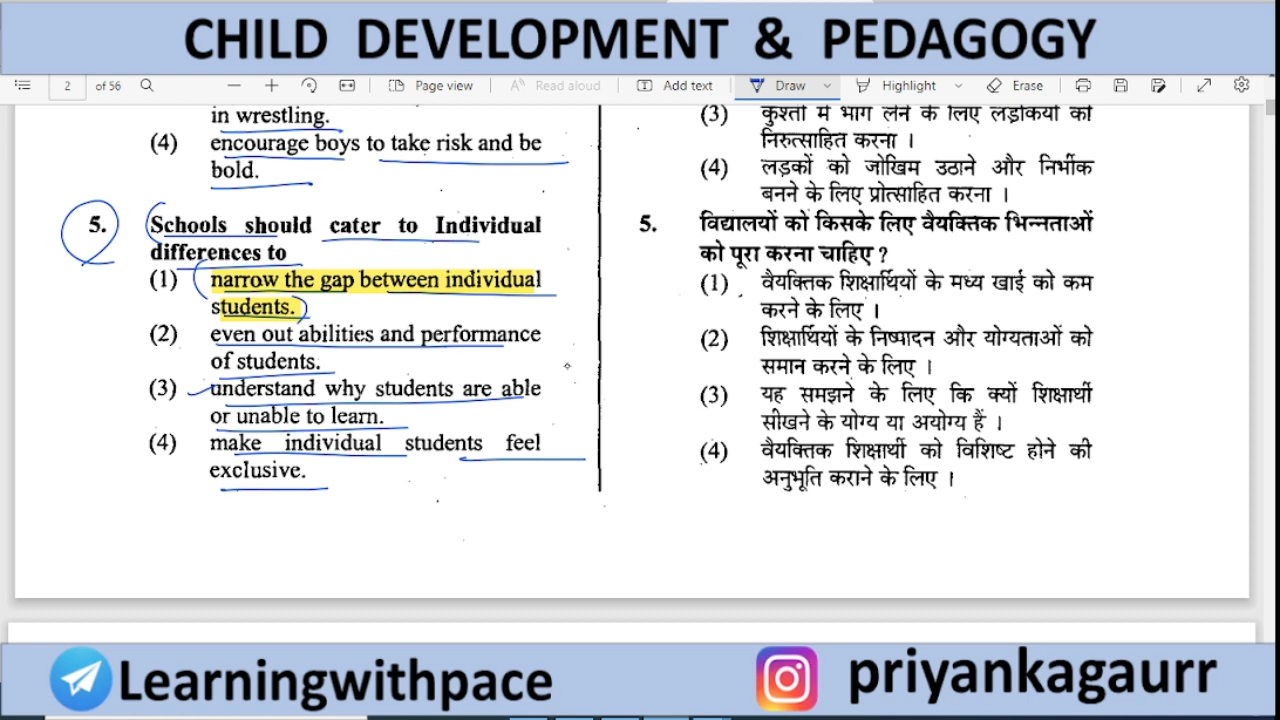 CHILD DEVELOPMENT & PEDAGOGY
2 of 56 Page view Read aloud Add text Draw Highlight Erase
in wrestling.
(4) encourage boys to take risk and be
bold.
5. Schools should cater to Individual
differences to
(1) narrow the gap between individual
students.
(2) even out abilities and performance
of students.
(3) understand why students are able
or unable to learn.
(4) make individual students feel
exclusive.
(3) कुश्ती में भाग लेने के लिए लड़कियों को
निरुत्साहित करना ।
(4) लड़कों को जोखिम उठाने और निर्भीक
बनने के लिए प्रोत्साहित करना ।
5. विद्यालयों को किसके लिए वैयक्तिक भिन्नताओं
को पूरा करना चाहिए ?
(1) वैयक्तिक शिक्षार्थियों के मध्य खाई को कम
करने के लिए ।
(2) शिक्षार्थियों के निष्पादन और योग्यताओं को
समान करने के लिए ।
(3) यह समझने के लिए कि क्यों शिक्षार्थी
सीखने के योग्य या अयोग्य हैं ।
(4) वैयक्तिक शिक्षार्थी को विशिष्ट होने की
अनुभूति कराने के लिए ।
Learningwithpace
priyankagaurr